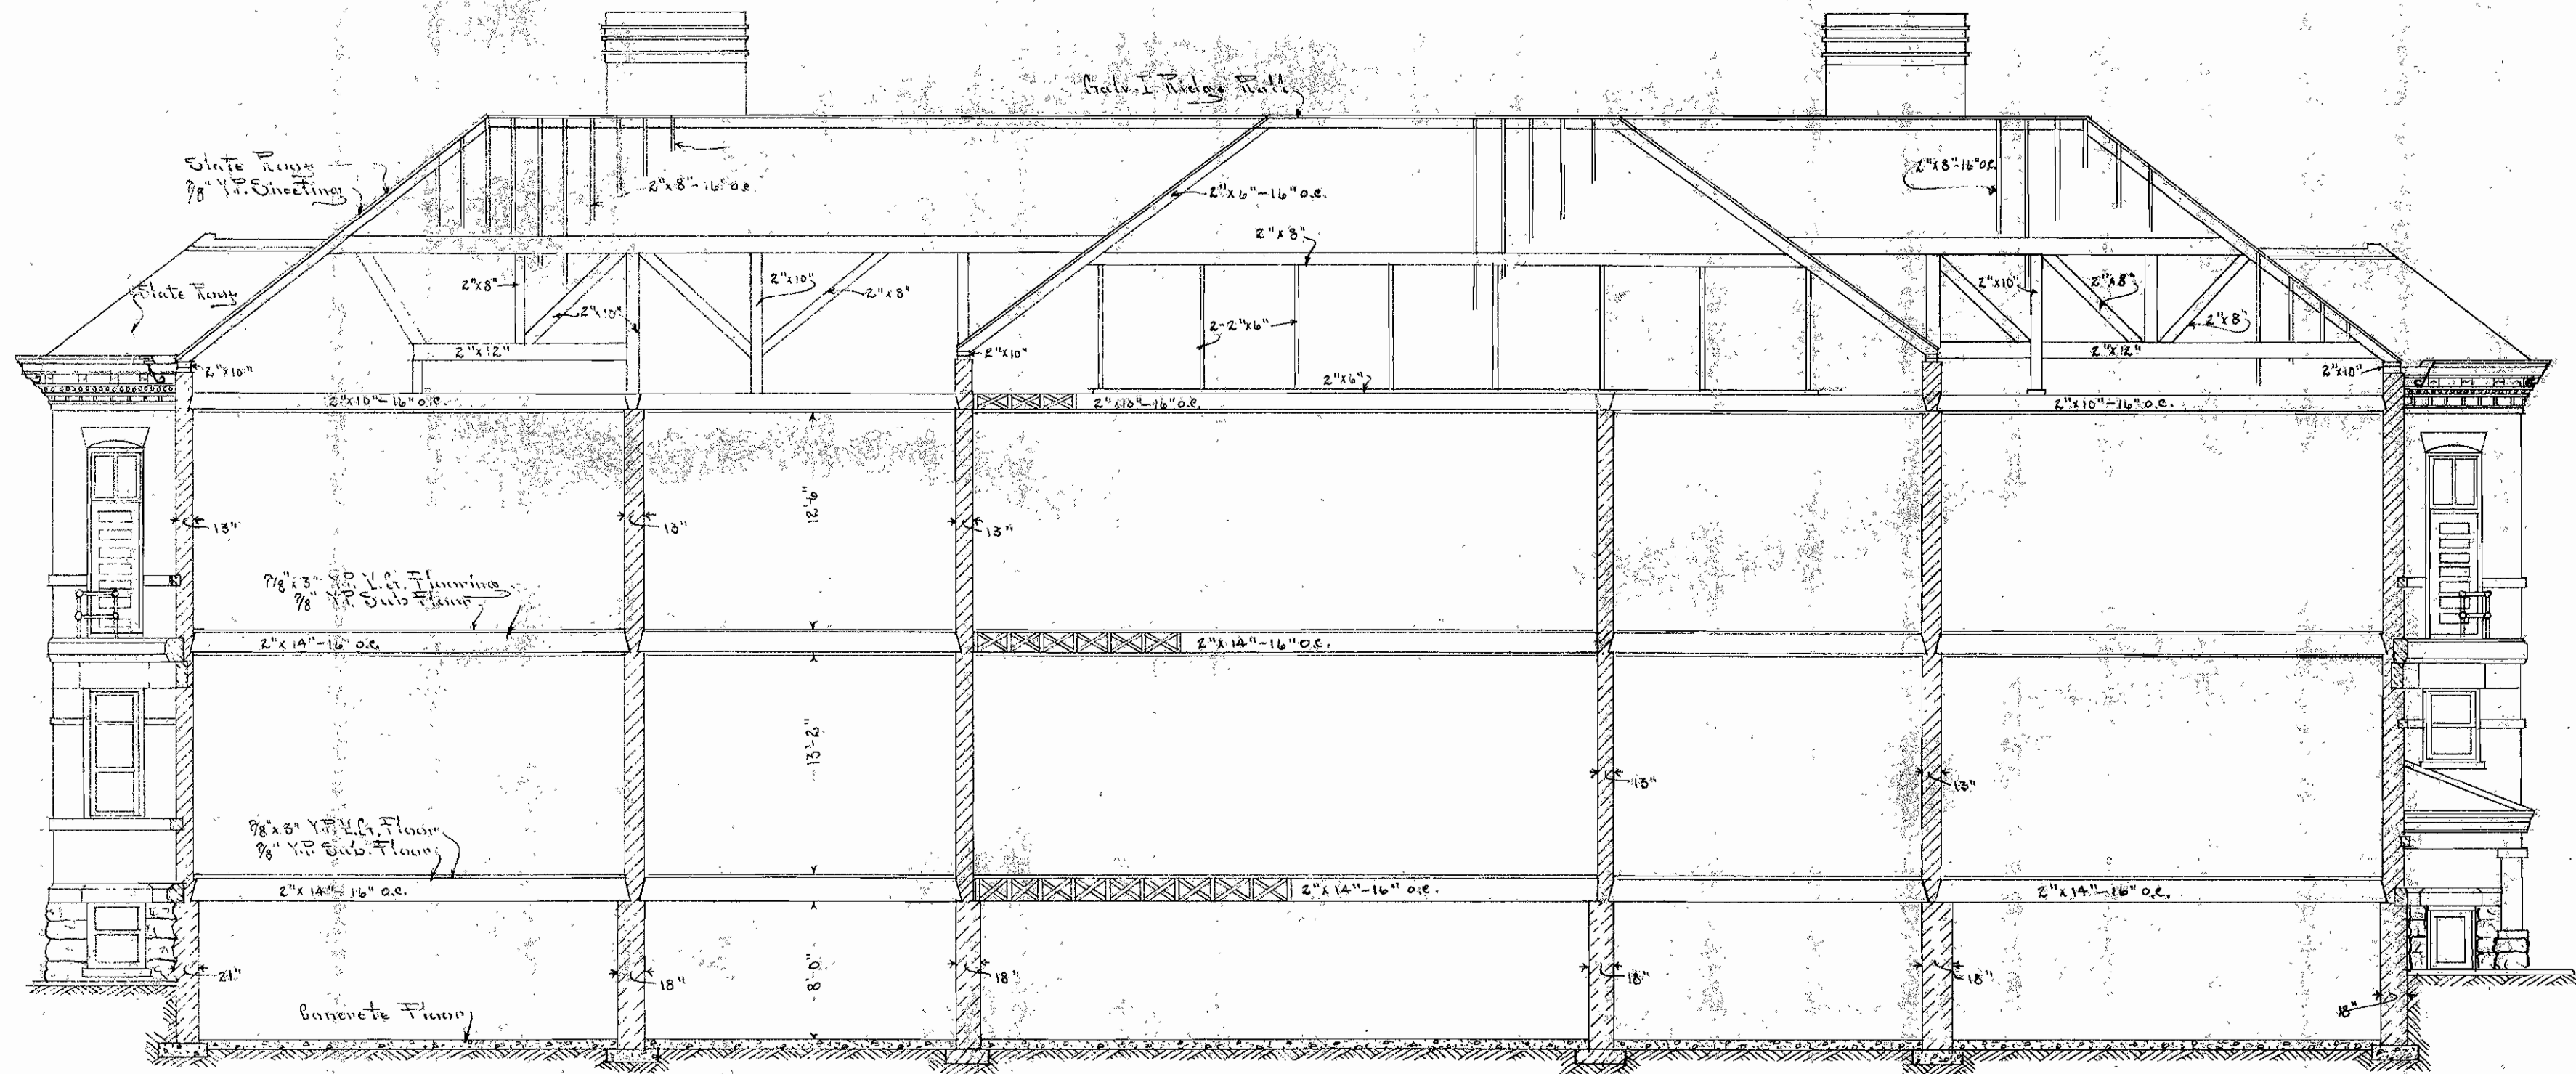 Galv. I. Ridge Roll
Slate Roof
7/8" Y.P. Sheeting
2"x8"-16" o.c.
2"x6"-16" o.c.
2"x8"-16" o.c.
2"x8"
Slate Roof
2"x8"
2"x10"
2"x10"
2"x8"
2-2"x6"
2"x10"
2"x8"
2"x8"
2"x12"
2"x10"
2"x10"
2"x6"
2"x12"
2"x10"
2"x10"-16" o.c.
2"x10"-16" o.c.
2"x10"-16" o.c.
12'-6"
13"
13"
13"
7/8"x3" Y.P. V.G. Flooring
7/8" Y.P. Sub Floor
2"x14"-16" o.c.
2"x14"-16" o.c.
13'-2"
13"
13"
7/8"x3" Y.P. V.G. Floor
7/8" Y.P. Sub. Floor
2"x14"-16" o.c.
2"x14"-16" o.c.
2"x14"-16" o.c.
8'-0"
21"
18"
18"
18"
18"
18"
Concrete Floor